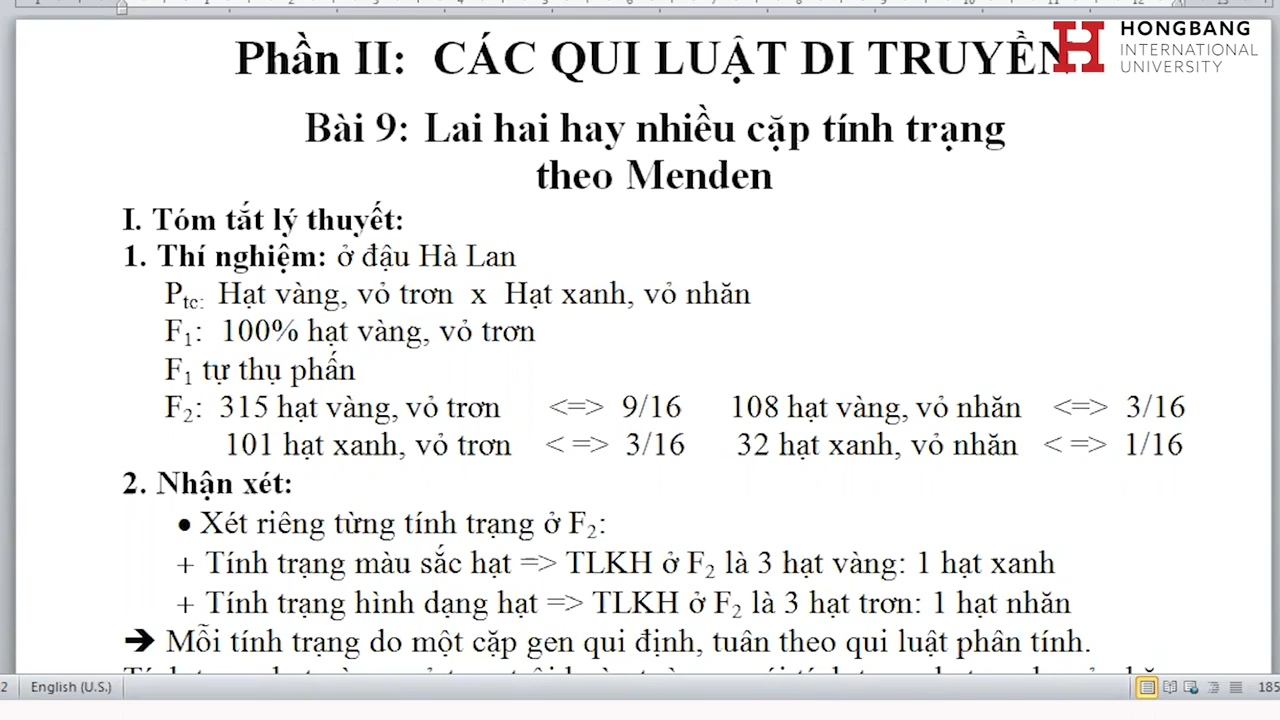 Phần II: CÁC QUI LUẬT DI TRUYỀN
HONGBANG
INTERNATIONAL
UNIVERSITY
Bài 9: Lai hai hay nhiều cặp tính trạng
theo Menden
I. Tóm tắt lý thuyết:
1. Thí nghiệm: ở đậu Hà Lan
Ptc: Hạt vàng, vỏ trơn x Hạt xanh, vỏ nhăn
F1: 100% hạt vàng, vỏ trơn
F1 tự thụ phấn
F2: 315 hạt vàng, vỏ trơn <=> 9/16 108 hạt vàng, vỏ nhăn <=> 3/16
101 hạt xanh, vỏ trơn < => 3/16 32 hạt xanh, vỏ nhăn < => 1/16
2. Nhận xét:
• Xét riêng từng tính trạng ở F2:
+ Tính trạng màu sắc hạt => TLKH ở F2 là 3 hạt vàng: 1 hạt xanh
+ Tính trạng hình dạng hạt => TLKH ở F2 là 3 hạt trơn: 1 hạt nhăn
➔ Mỗi tính trạng do một cặp gen qui định, tuân theo qui luật phân tính.
2 English (U.S.) 185